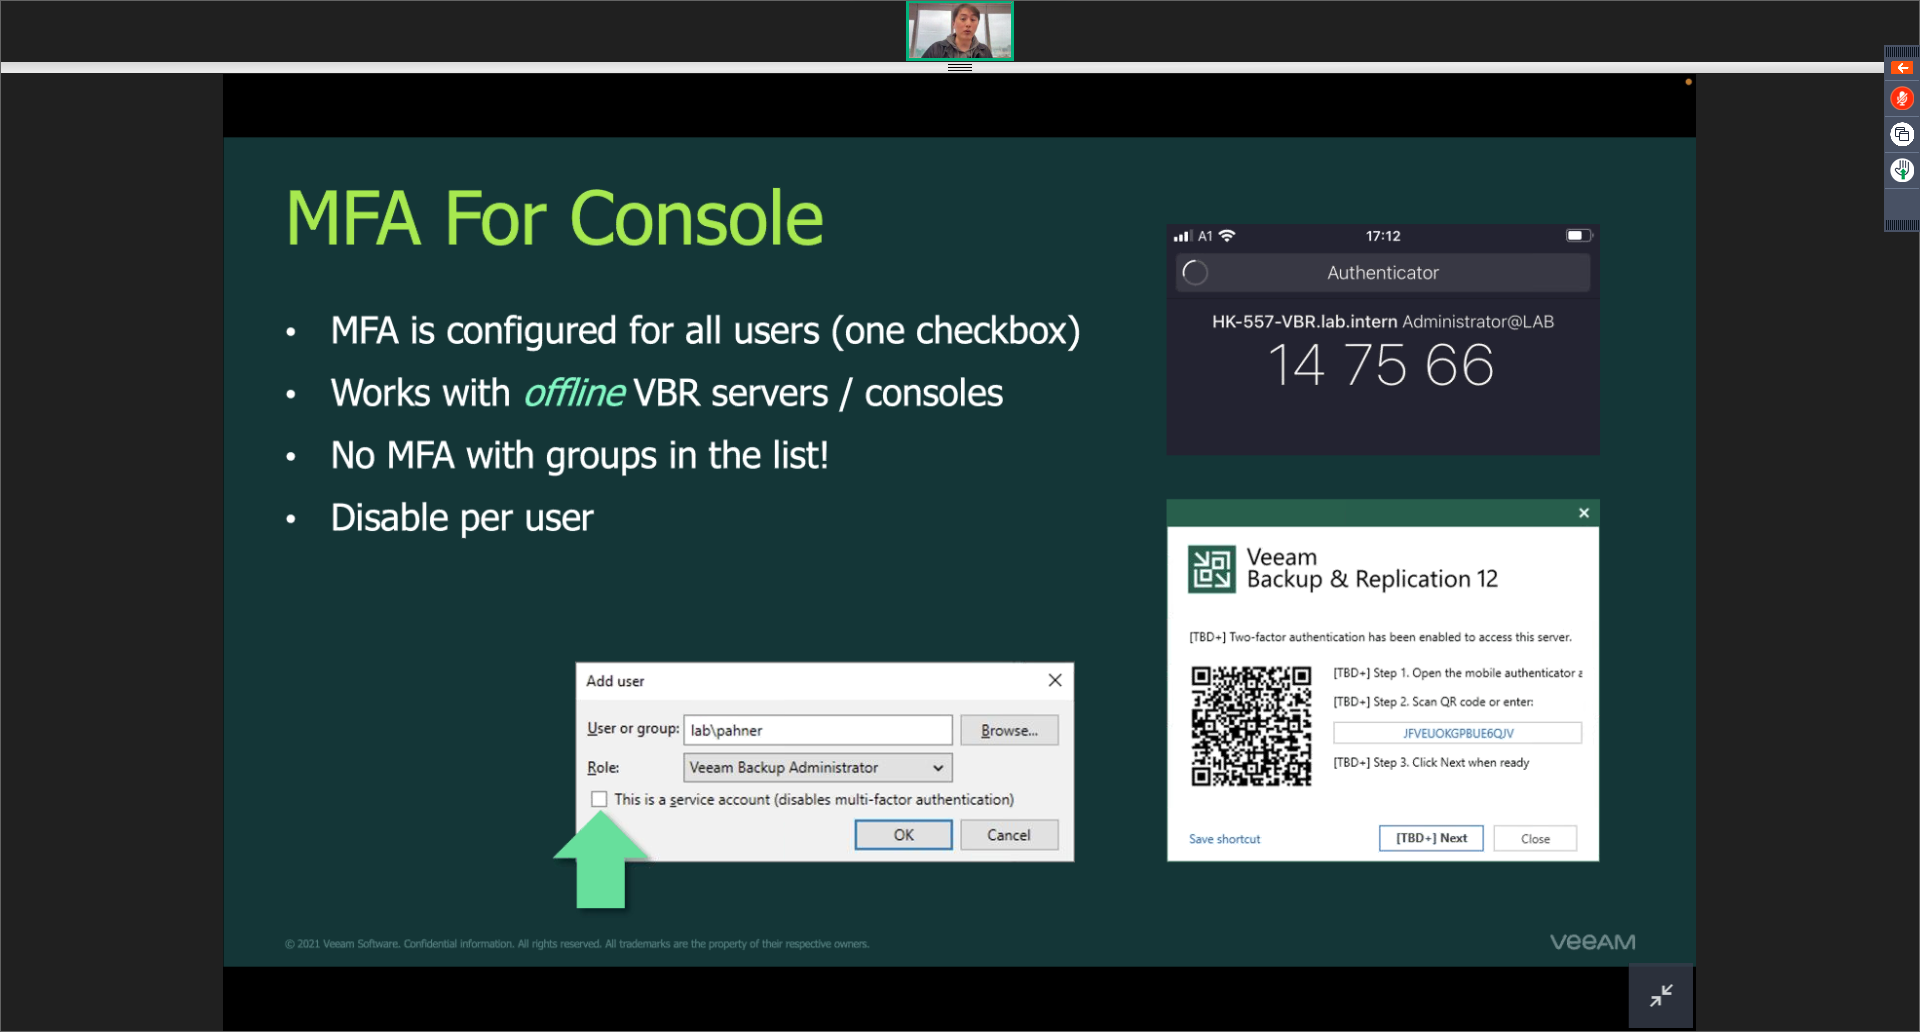 MFA For Console
• MFA is configured for all users (one checkbox)
• Works with offline VBR servers / consoles
• No MFA with groups in the list!
• Disable per user
A1
17:12
Authenticator
HK-557-VBR.lab.intern Administrator@LAB
14 75 66
Veeam
Backup & Replication 12
[TBD+] Two-factor authentication has been enabled to access this server.
[TBD+] Step 1. Open the mobile authenticator
[TBD+] Step 2. Scan QR code or enter:
JFVEUOKGPBUE6QJV
[TBD+] Step 3. Click Next when ready
Save shortcut
[TBD+] Next
Close
Add user
User or group:
lab\pahner
Browse...
Role:
Veeam Backup Administrator
This is a service account (disables multi-factor authentication)
OK
Cancel
© 2021 Veeam Software. Confidential information. All rights reserved. All trademarks are the property of their respective owners.
VeeAM